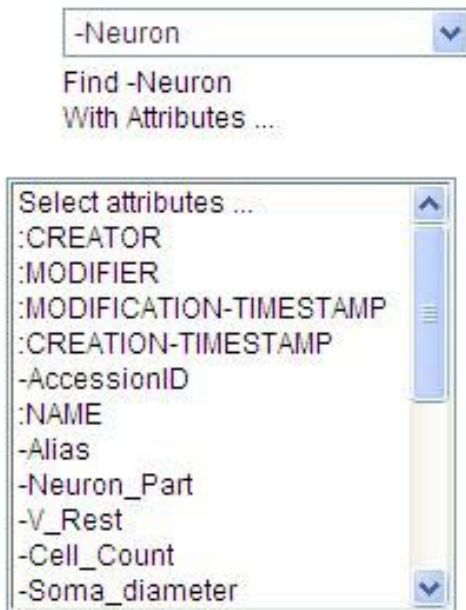 -Neuron
Find -Neuron
With Attributes ...
Select attributes ...
:CREATOR
:MODIFIER
:MODIFICATION-TIMESTAMP
:CREATION-TIMESTAMP
-AccessionID
:NAME
-Alias
-Neuron_Part
-V_Rest
-Cell_Count
-Soma_diameter